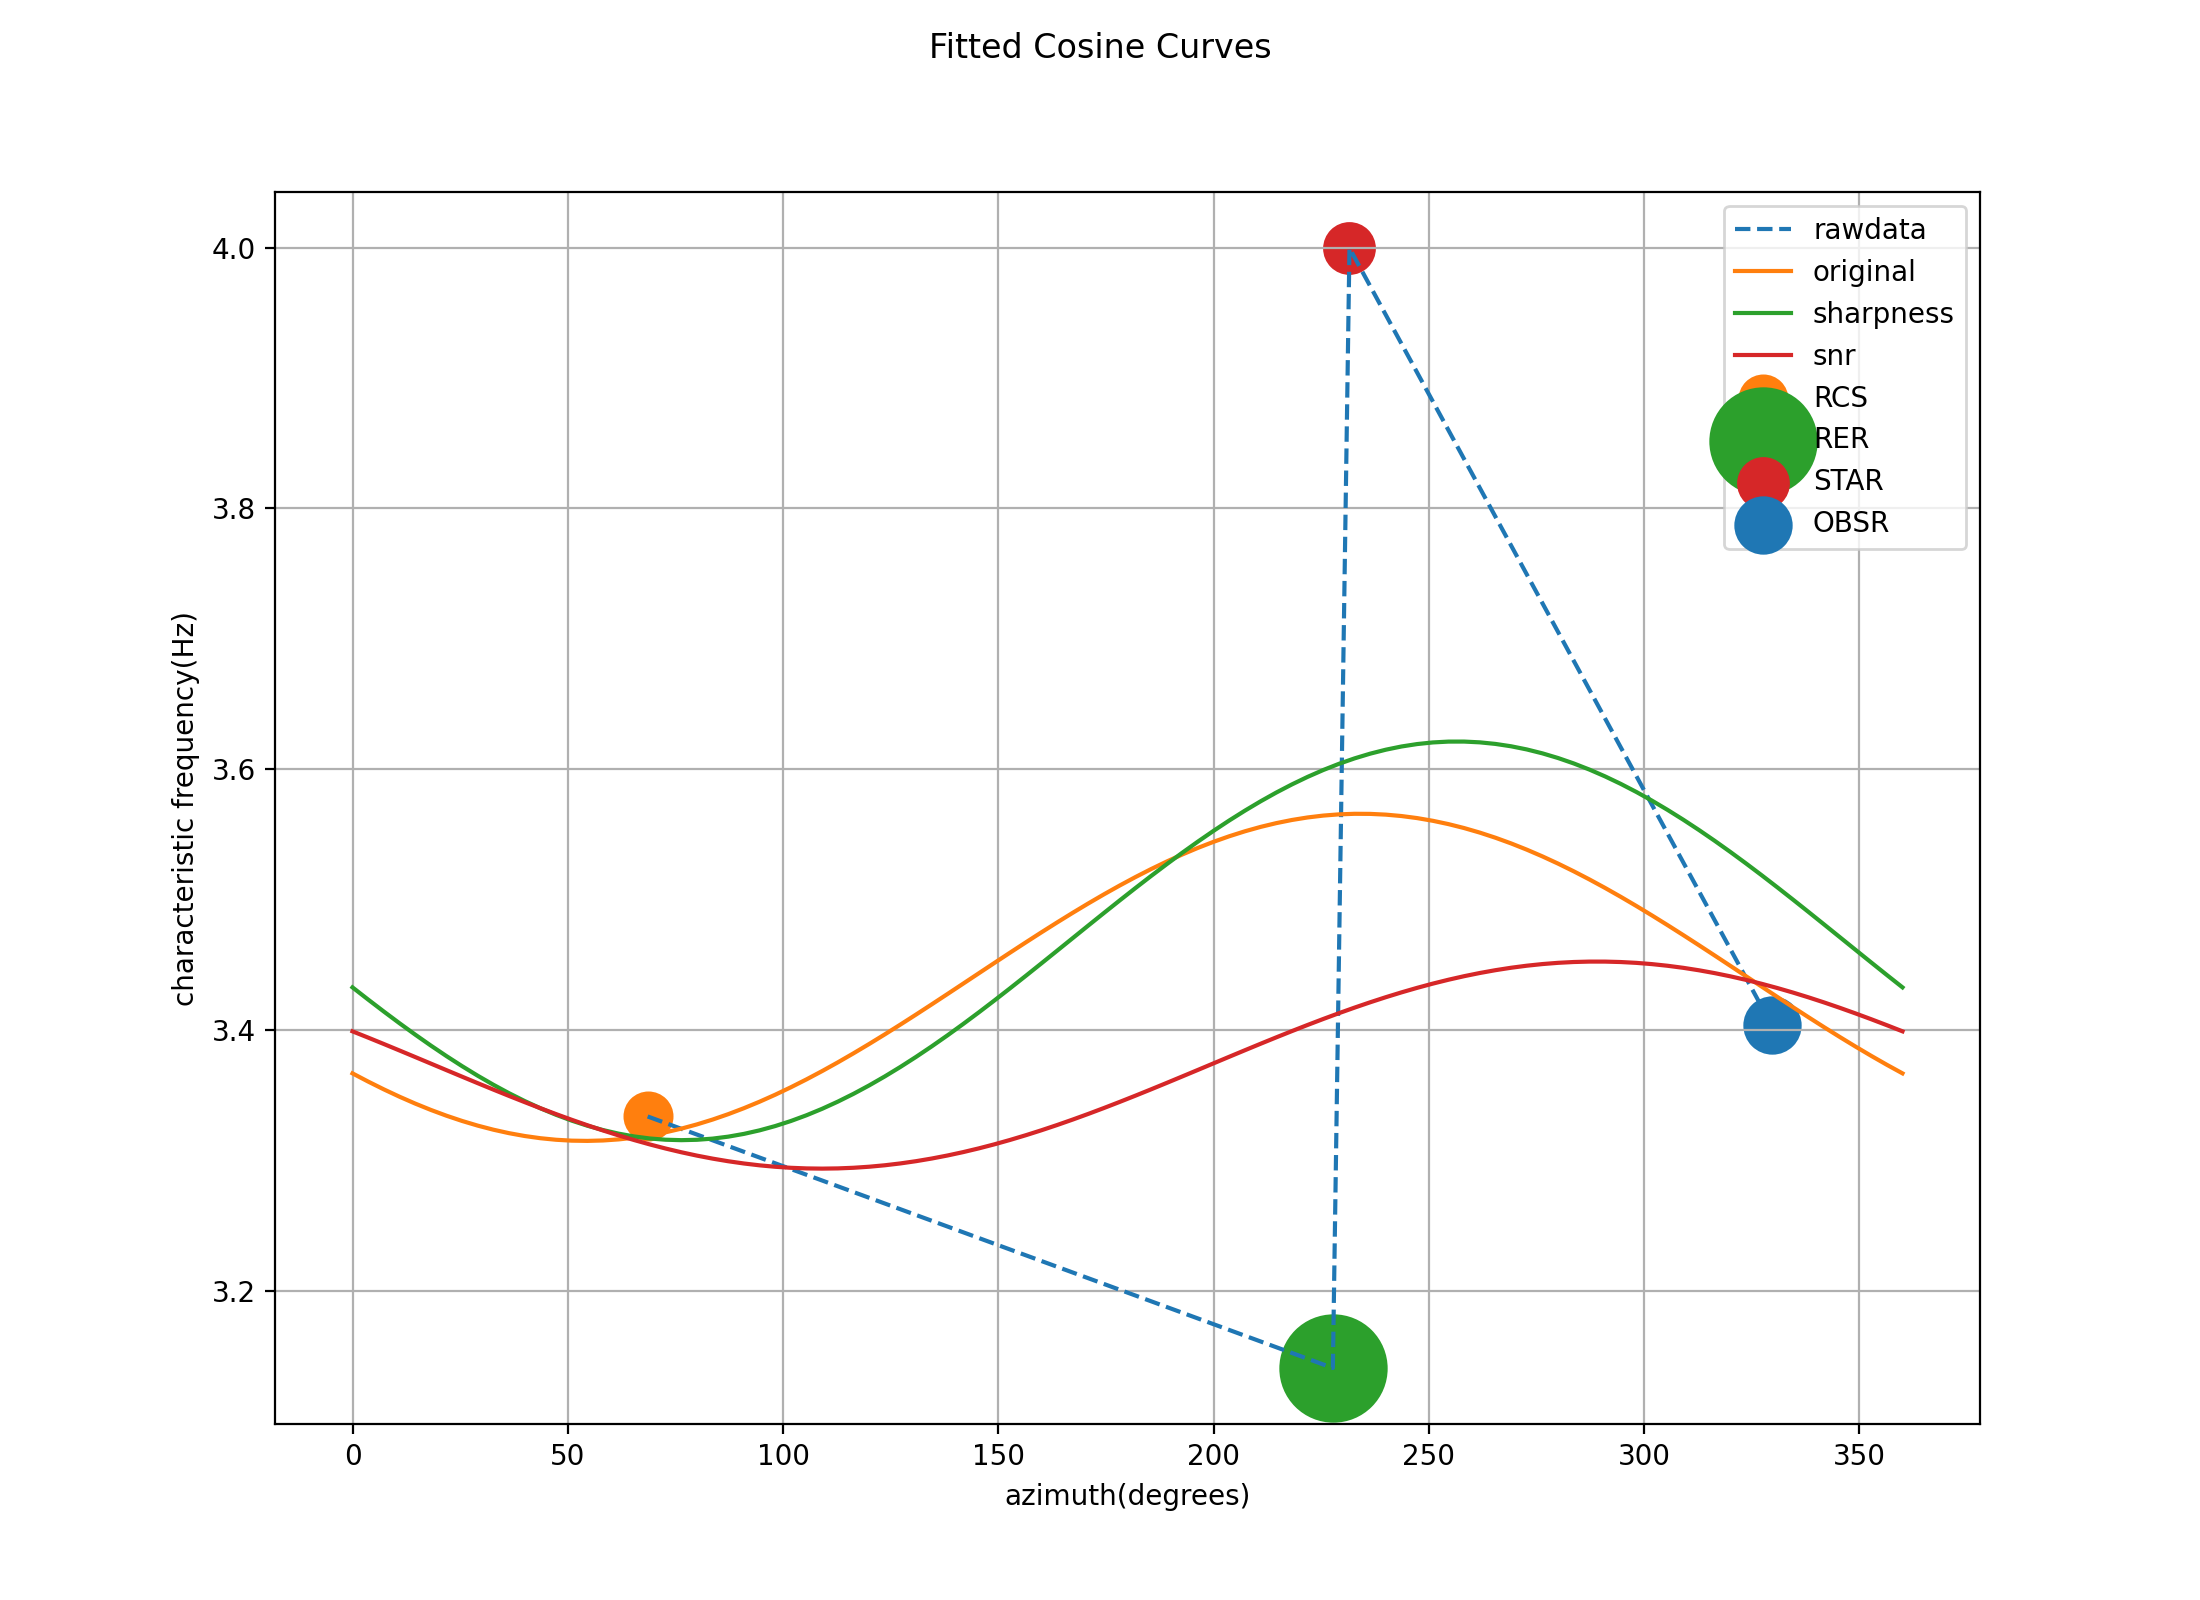 Fitted Cosine Curves
rawdata
original
sharpness
snr
RCS
RER
STAR
OBSR
characteristic frequency(Hz)
4.0
3.8
3.6
3.4
3.2
0 50 100 150 200 250 300 350
azimuth(degrees)